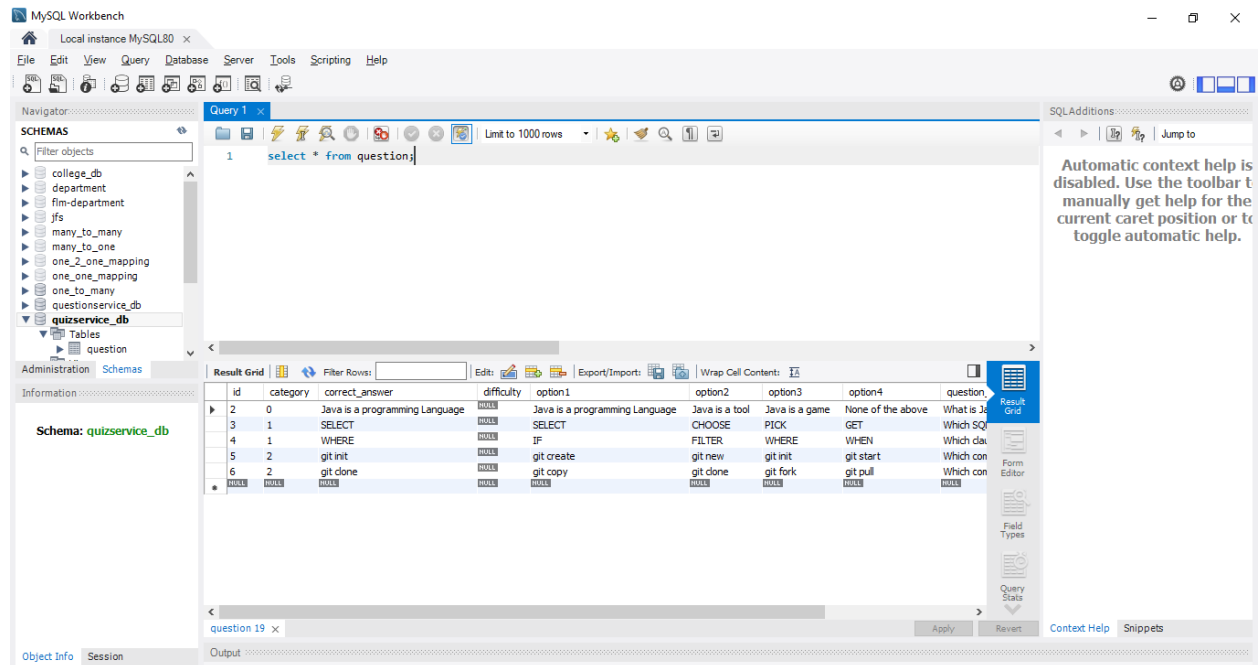 MySQL Workbench
Local instance MySQL80
File Edit View Query Database Server Tools Scripting Help
Navigator
SCHEMAS
Filter objects
college_db
department
flm-department
jfs
many_to_many
many_to_one
one_2_one_mapping
one_one_mapping
one_to_many
questionservice_db
quizservice_db
Tables
question
Administration Schemas
Information
Schema: quizservice_db
Object Info Session
Query 1
Limit to 1000 rows
1 select * from question;
Result Grid Filter Rows: Edit: Export/Import: Wrap Cell Content:
id category correct_answer difficulty option1 option2 option3 option4 question_
2 0 Java is a programming Language NULL Java is a programming Language Java is a tool Java is a game None of the above What is Ja
3 1 SELECT NULL SELECT CHOOSE PICK GET Which SQL
4 1 WHERE NULL IF FILTER WHERE WHEN Which clau
5 2 git init NULL git create git new git init git start Which com
6 2 git clone NULL git copy git clone git fork git pull Which com
NULL NULL NULL NULL NULL NULL NULL NULL NULL
Result Grid
Form Editor
Field Types
Query Stats
question 19
Apply Revert
Output
SQLAdditions
Jump to
Automatic context help is
disabled. Use the toolbar t
manually get help for the
current caret position or to
toggle automatic help.
Context Help Snippets